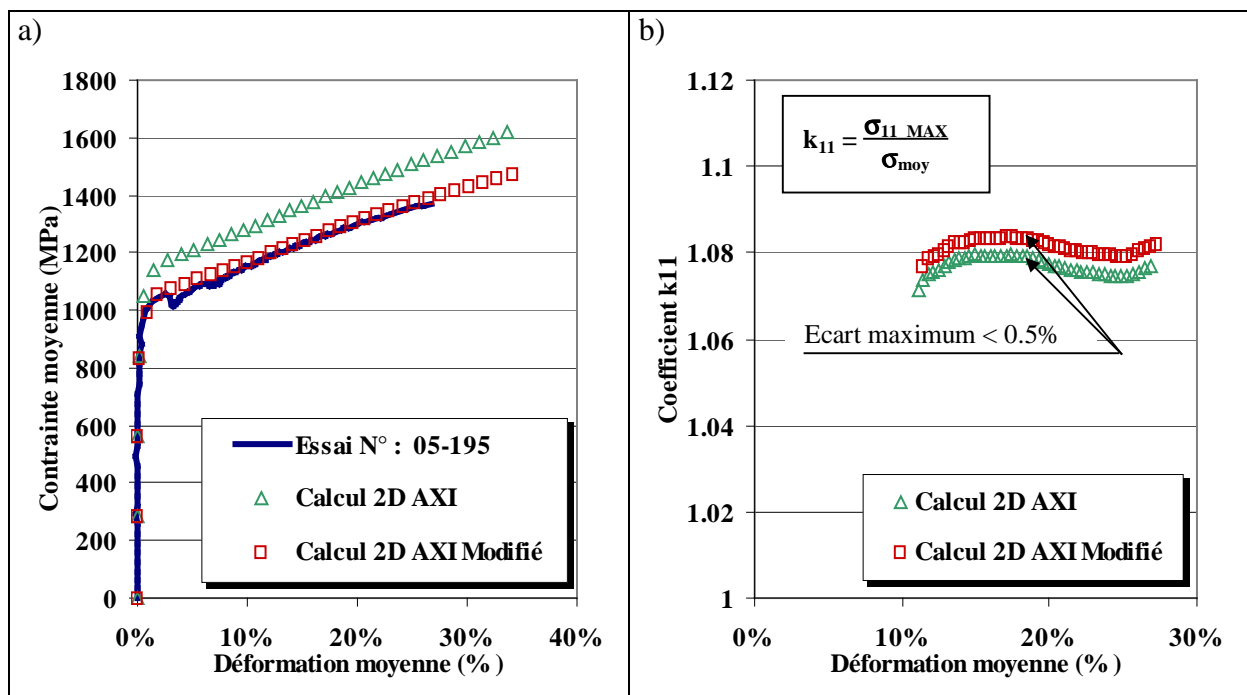 a)
1800
1600
1400
1200
1000
800
600
400
200
0
Contrainte moyenne (MPa)
Essai N° : 05-195
Calcul 2D AXI
Calcul 2D AXI Modifié
0% 10% 20% 30% 40%
Déformation moyenne (% )
b)
1.12
1.1
1.08
1.06
1.04
1.02
1
Coefficient k11
k11 = σ11 MAX
σmoy
Ecart maximum < 0.5%
Calcul 2D AXI
Calcul 2D AXI Modifié
0% 10% 20% 30%
Déformation moyenne (% )